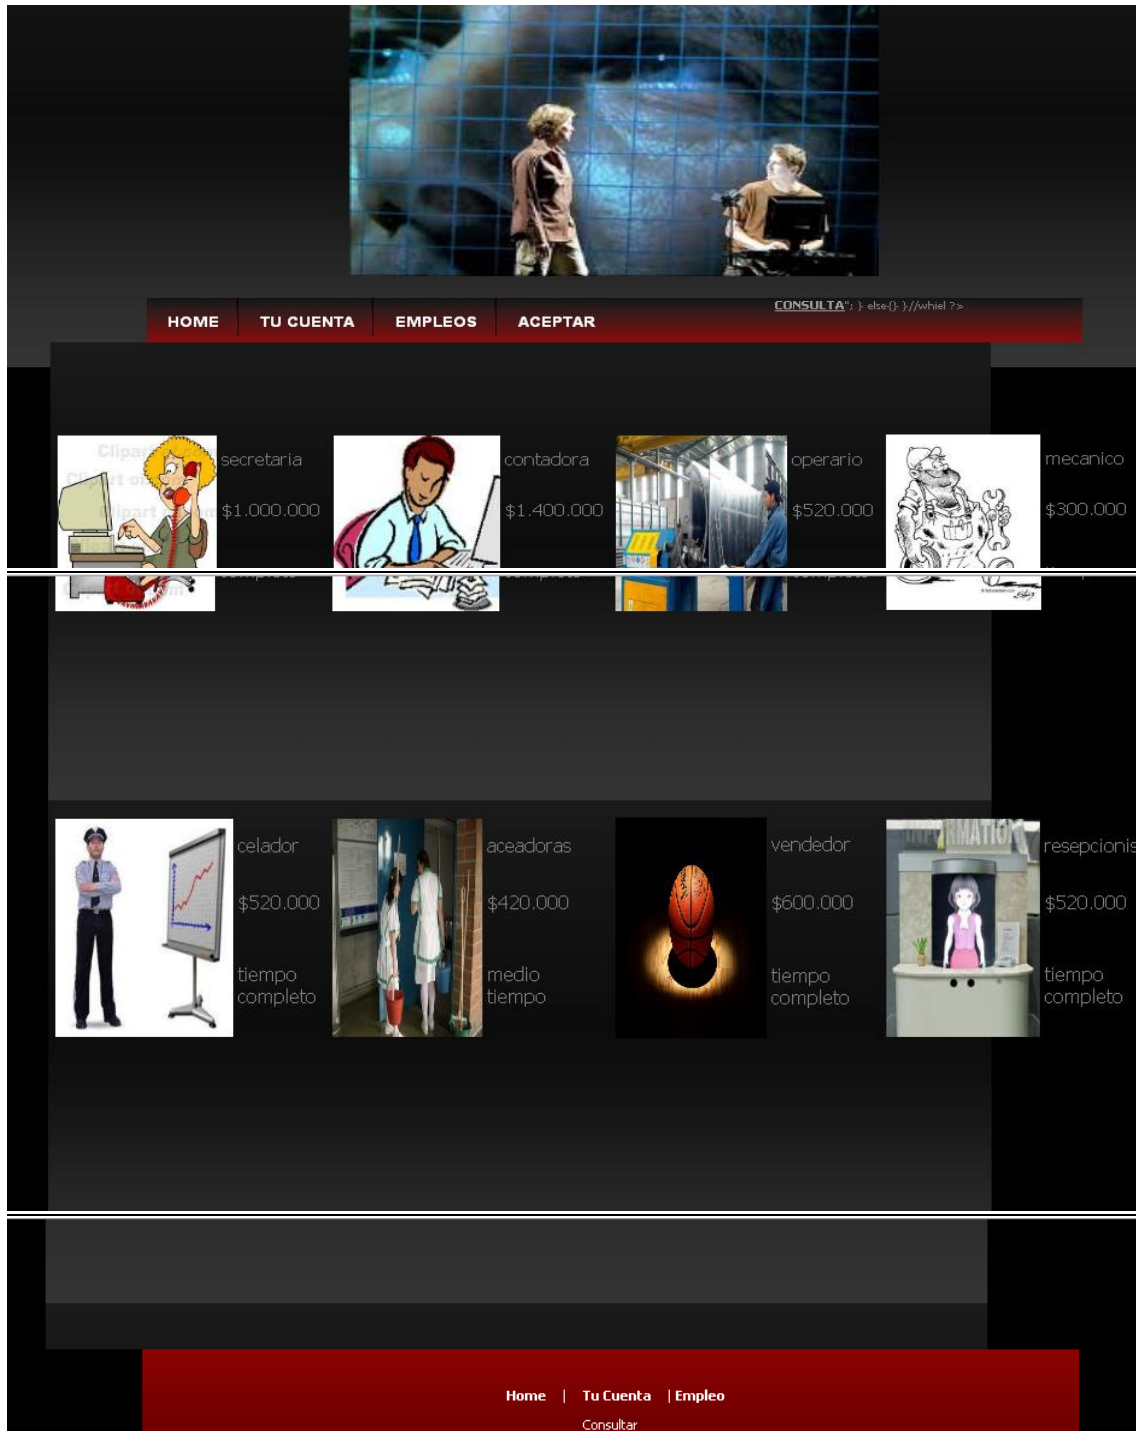 CONSULTA"; } else{} }//whiel ?>
HOME TU CUENTA EMPLEOS ACEPTAR
secretaria contadora operario mecanico
$1.000.000 $1.400.000 $520.000 $300.000
celador aceadoras vendedor resepcionis
$520.000 $420.000 $600.000 $520.000
tiempo medio tiempo tiempo
completo tiempo completo completo
Home | Tu Cuenta | Empleo
Consultar